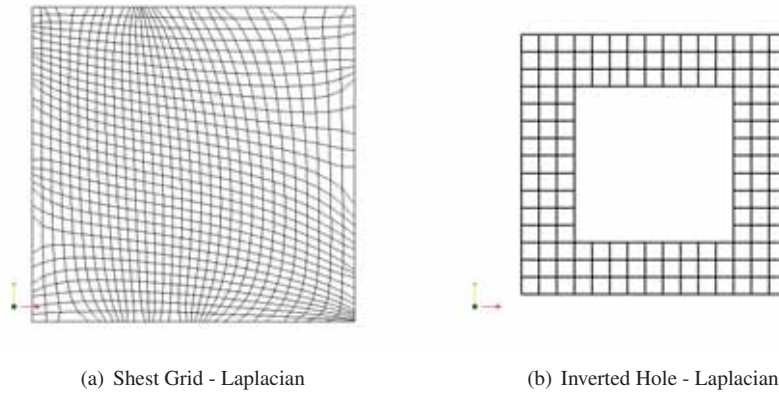 (a) Shest Grid - Laplacian
(b) Inverted Hole - Laplacian